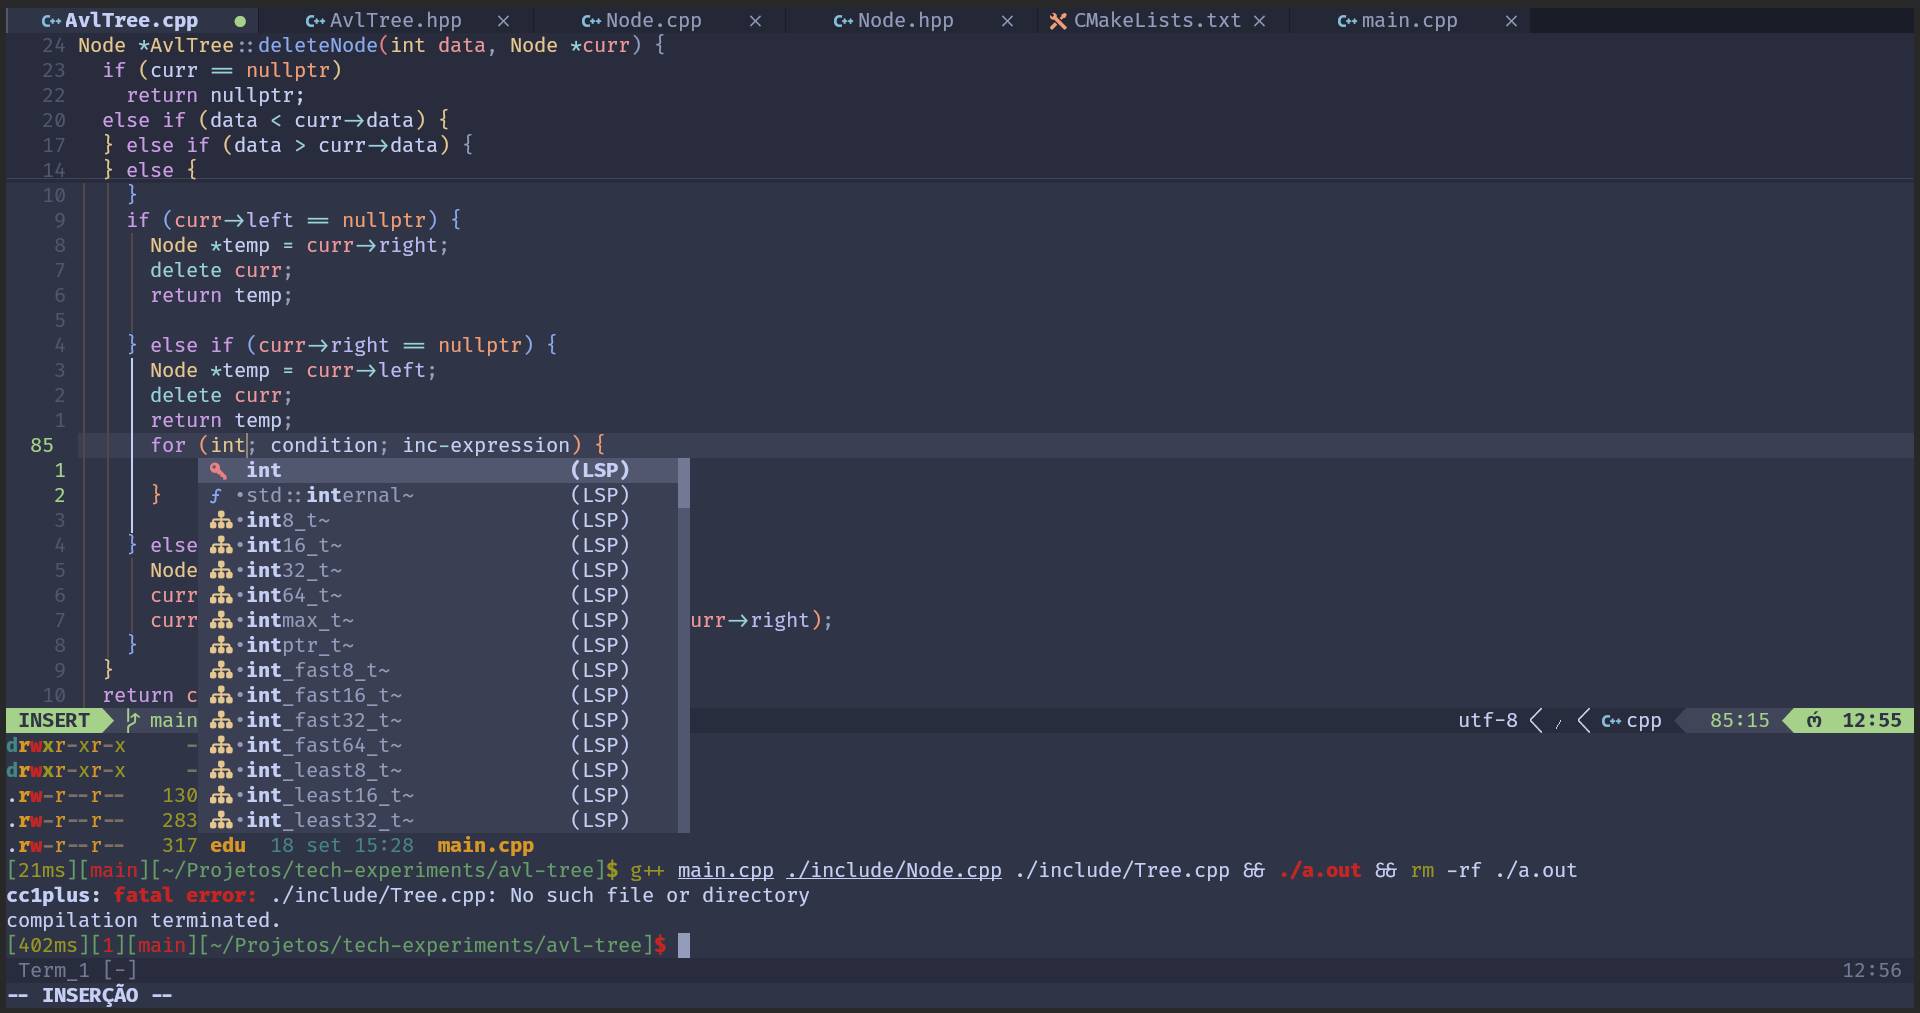 C++ AvlTree.cpp ● C++ AvlTree.hpp × C++ Node.cpp × C++ Node.hpp × CMakeLists.txt × C++ main.cpp ×
24 Node *AvlTree::deleteNode(int data, Node *curr) {
23 if (curr == nullptr)
22 return nullptr;
20 else if (data < curr->data) {
17 } else if (data > curr->data) {
14 } else {
10 }
9 if (curr->left == nullptr) {
8 Node *temp = curr->right;
7 delete curr;
6 return temp;
5
4 } else if (curr->right == nullptr) {
3 Node *temp = curr->left;
2 delete curr;
1 return temp;
85 for (int; condition; inc-expression) {
1 int (LSP)
2 } ƒ •std::internal~ (LSP)
3 •int8_t~ (LSP)
4 } else •int16_t~ (LSP)
5 Node •int32_t~ (LSP)
6 curr •int64_t~ (LSP)
7 curr •intmax_t~ (LSP) urr->right);
8 } •intptr_t~ (LSP)
9 } •int_fast8_t~ (LSP)
10 return c •int_fast16_t~ (LSP)
INSERT main •int_fast32_t~ (LSP) utf-8 C++ cpp 85:15 12:55
drwxr-xr-x - •int_fast64_t~ (LSP)
drwxr-xr-x - •int_least8_t~ (LSP)
.rw-r--r-- 130 •int_least16_t~ (LSP)
.rw-r--r-- 283 •int_least32_t~ (LSP)
.rw-r--r-- 317 edu 18 set 15:28 main.cpp
[21ms][main][~/Projetos/tech-experiments/avl-tree]$ g++ main.cpp ./include/Node.cpp ./include/Tree.cpp && ./a.out && rm -rf ./a.out
cc1plus: fatal error: ./include/Tree.cpp: No such file or directory
compilation terminated.
[402ms][1][main][~/Projetos/tech-experiments/avl-tree]$
Term_1 [-] 12:56
-- INSERÇÃO --